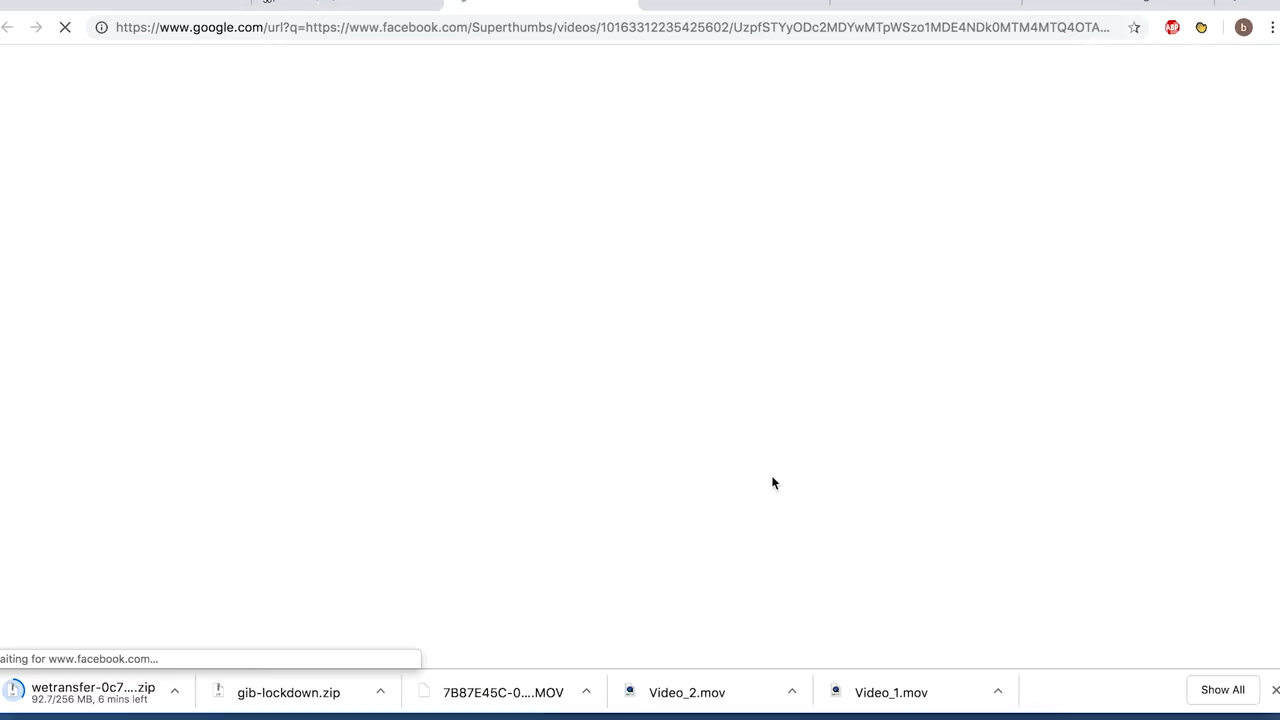 https://www.google.com/url?q=https://www.facebook.com/Superthumbs/videos/10163312235425602/UzpfSTYyODc2MDYwMTpWSzo1MDE4NDk0MTM4MTQ4OTA...
ABP
b
aiting for www.facebook.com...
wetransfer-0c7....zip
92.7/256 MB, 6 mins left
gib-lockdown.zip
7B87E45C-0....MOV
Video_2.mov
Video_1.mov
Show All